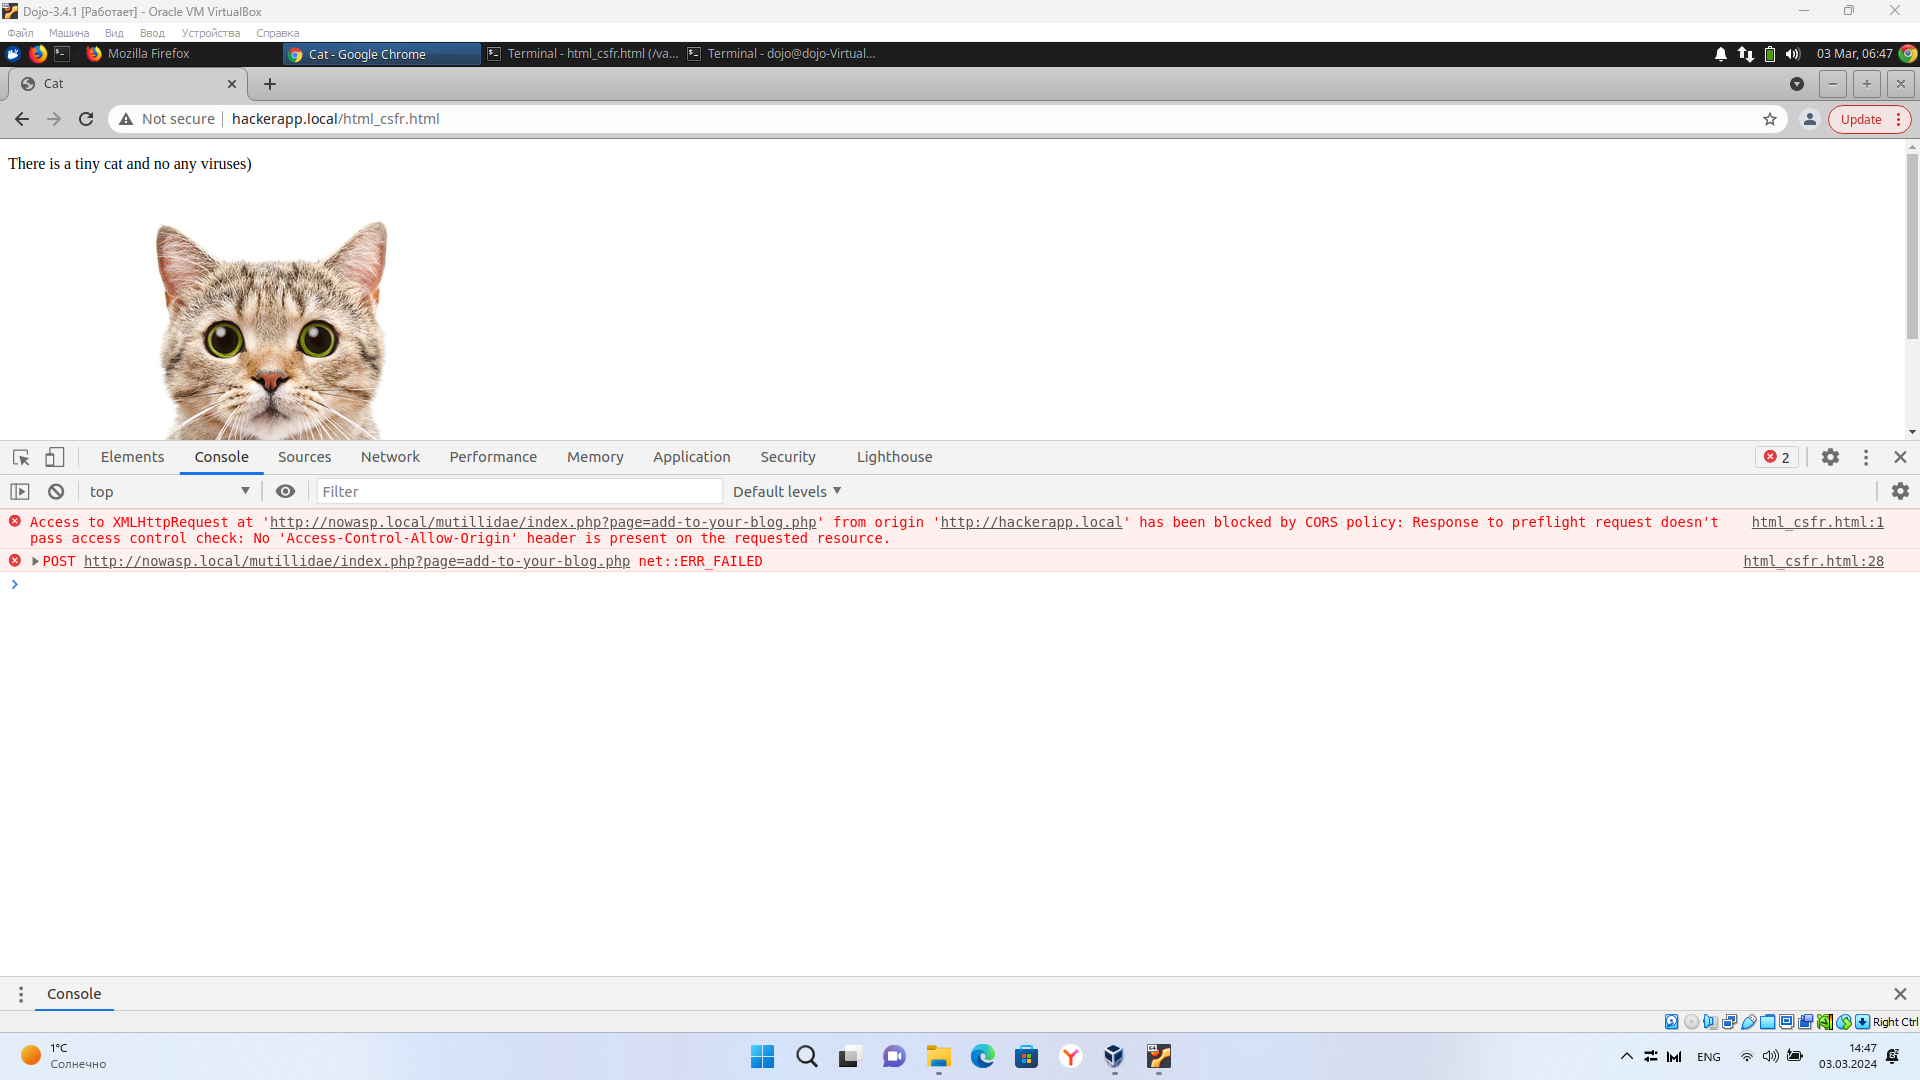 Dojo-3.4.1 [Работает] - Oracle VM VirtualBox
Файл Машина Вид Ввод Устройства Справка
Mozilla Firefox Cat - Google Chrome Terminal - html_csfr.html (/va... Terminal - dojo@dojo-Virtual... 03 Mar, 06:47
Cat
Not secure hackerapp.local/html_csfr.html Update
There is a tiny cat and no any viruses)
Elements Console Sources Network Performance Memory Application Security Lighthouse 2
top Filter Default levels
Access to XMLHttpRequest at 'http://nowasp.local/mutillidae/index.php?page=add-to-your-blog.php' from origin 'http://hackerapp.local' has been blocked by CORS policy: Response to preflight request doesn't html_csfr.html:1
pass access control check: No 'Access-Control-Allow-Origin' header is present on the requested resource.
POST http://nowasp.local/mutillidae/index.php?page=add-to-your-blog.php net::ERR_FAILED html_csfr.html:28
Console
Right Ctrl
1°C
Солнечно
ENG
14:47
03.03.2024